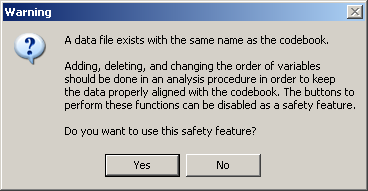 Warning
A data file exists with the same name as the codebook.
Adding, deleting, and changing the order of variables
should be done in an analysis procedure in order to keep
the data properly aligned with the codebook. The buttons to
perform these functions can be disabled as a safety feature.
Do you want to use this safety feature?
Yes
No